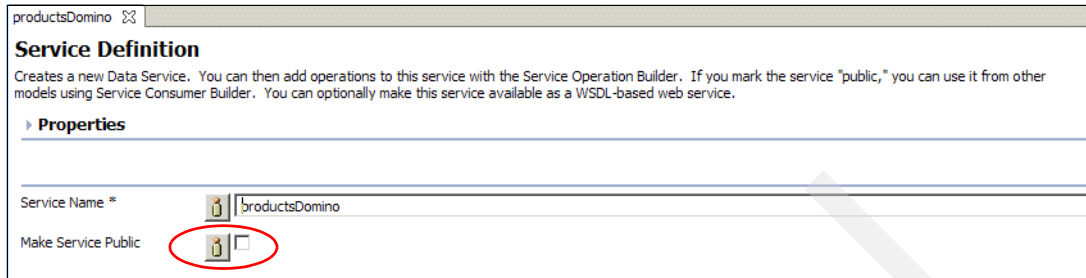 productsDomino
Service Definition
Creates a new Data Service. You can then add operations to this service with the Service Operation Builder. If you mark the service "public," you can use it from other
models using Service Consumer Builder. You can optionally make this service available as a WSDL-based web service.
Properties
Service Name * productsDomino
Make Service Public